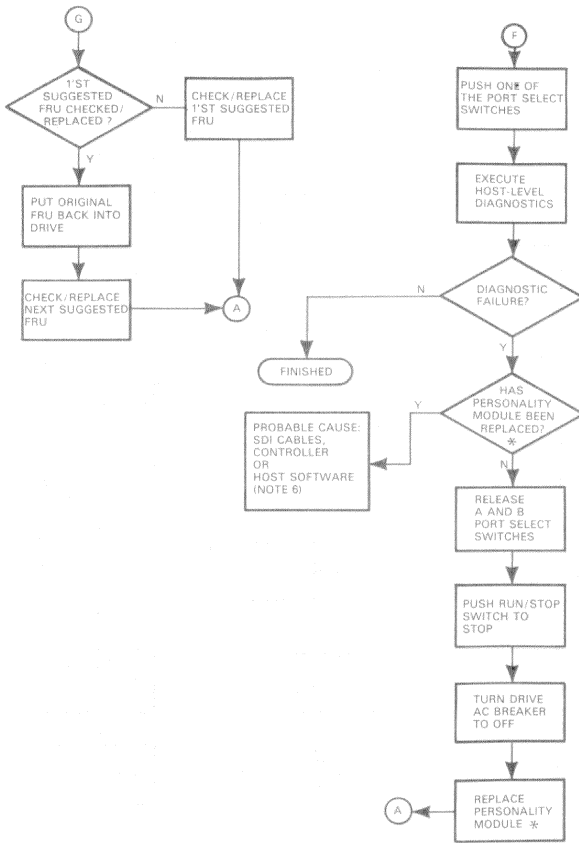 G
1'ST
SUGGESTED
FRU CHECKED/
REPLACED ?
N
CHECK/REPLACE
1'ST SUGGESTED
FRU
Y
PUT ORIGINAL
FRU BACK INTO
DRIVE
CHECK/REPLACE
NEXT SUGGESTED
FRU
A
F
PUSH ONE OF
THE PORT SELECT
SWITCHES
EXECUTE
HOST-LEVEL
DIAGNOSTICS
DIAGNOSTIC
FAILURE?
N
FINISHED
Y
HAS
PERSONALITY
MODULE BEEN
REPLACED?
*
Y
PROBABLE CAUSE:
SDI CABLES,
CONTROLLER
OR
HOST SOFTWARE
(NOTE 6)
N
RELEASE
A AND B
PORT SELECT
SWITCHES
PUSH RUN/STOP
SWITCH TO
STOP
TURN DRIVE
AC BREAKER
TO OFF
REPLACE
PERSONALITY
MODULE *
A